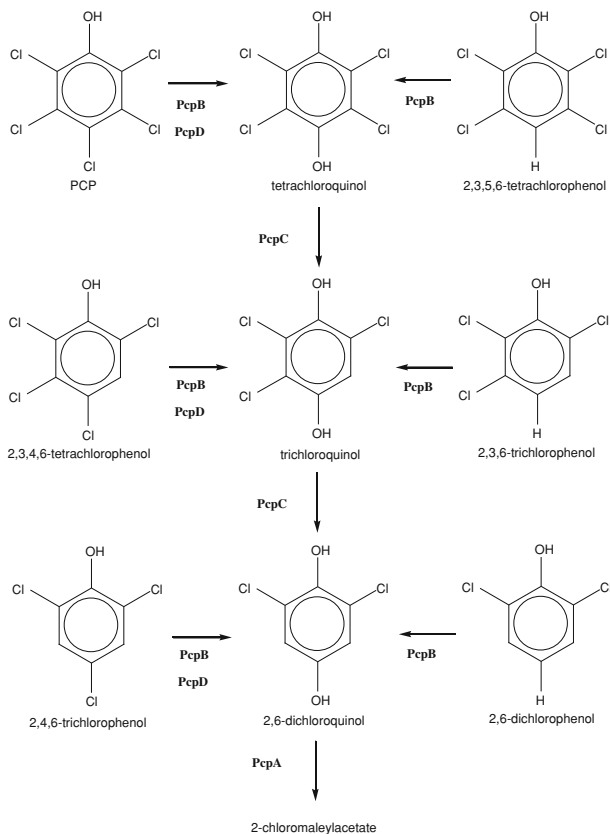 OH OH OH
Cl Cl Cl Cl Cl Cl
PcpB PcpB
Cl Cl Cl Cl Cl Cl
PcpD
Cl OH H
PCP tetrachloroquinol 2,3,5,6-tetrachlorophenol
PcpC
OH OH OH
Cl Cl Cl Cl Cl Cl
PcpB PcpB
Cl Cl Cl
PcpD
Cl OH H
2,3,4,6-tetrachlorophenol trichloroquinol 2,3,6-trichlorophenol
PcpC
OH OH OH
Cl Cl Cl Cl Cl Cl
PcpB PcpB
PcpD
Cl OH H
2,4,6-trichlorophenol 2,6-dichloroquinol 2,6-dichlorophenol
PcpA
2-chloromaleylacetate